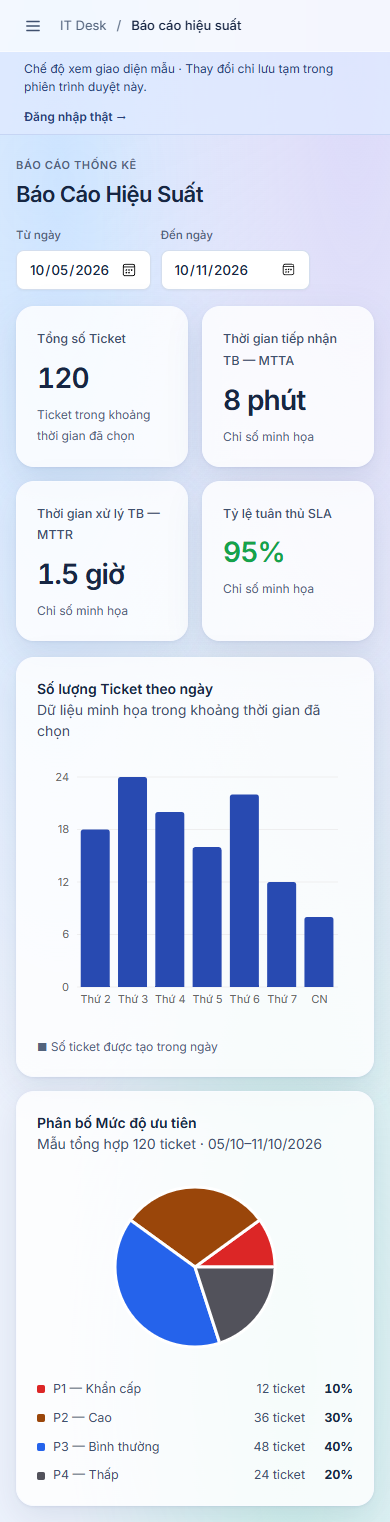 IT Desk / Báo cáo hiệu suất
Chế độ xem giao diện mẫu · Thay đổi chỉ lưu tạm trong
phiên trình duyệt này.
Đăng nhập thật →
BÁO CÁO THỐNG KÊ
Báo Cáo Hiệu Suất
Từ ngày
Đến ngày
10/05/2026
10/11/2026
Tổng số Ticket
120
Ticket trong khoảng
thời gian đã chọn
Thời gian tiếp nhận
TB — MTTA
8 phút
Chỉ số minh họa
Thời gian xử lý TB —
MTTR
1.5 giờ
Chỉ số minh họa
Tỷ lệ tuân thủ SLA
95%
Chỉ số minh họa
Số lượng Ticket theo ngày
Dữ liệu minh họa trong khoảng thời gian đã
chọn
24
18
12
6
0
Thứ 2 Thứ 3 Thứ 4 Thứ 5 Thứ 6 Thứ 7 CN
Số ticket được tạo trong ngày
Phân bố Mức độ ưu tiên
Mẫu tổng hợp 120 ticket · 05/10–11/10/2026
P1 — Khẩn cấp 12 ticket 10%
P2 — Cao 36 ticket 30%
P3 — Bình thường 48 ticket 40%
P4 — Thấp 24 ticket 20%